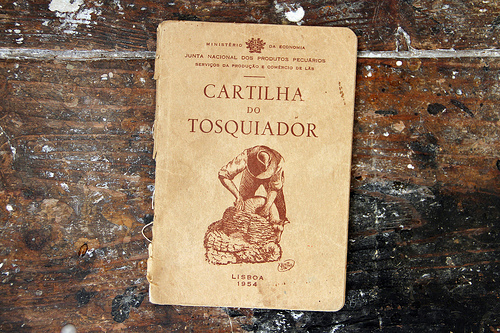 MINISTÉRIO DA ECONOMIA
JUNTA NACIONAL DOS PRODUTOS PECUÁRIOS
SERVIÇOS DA PRODUÇÃO E COMÉRCIO DE LÃS
CARTILHA
DO
TOSQUIADOR
LISBOA
1954